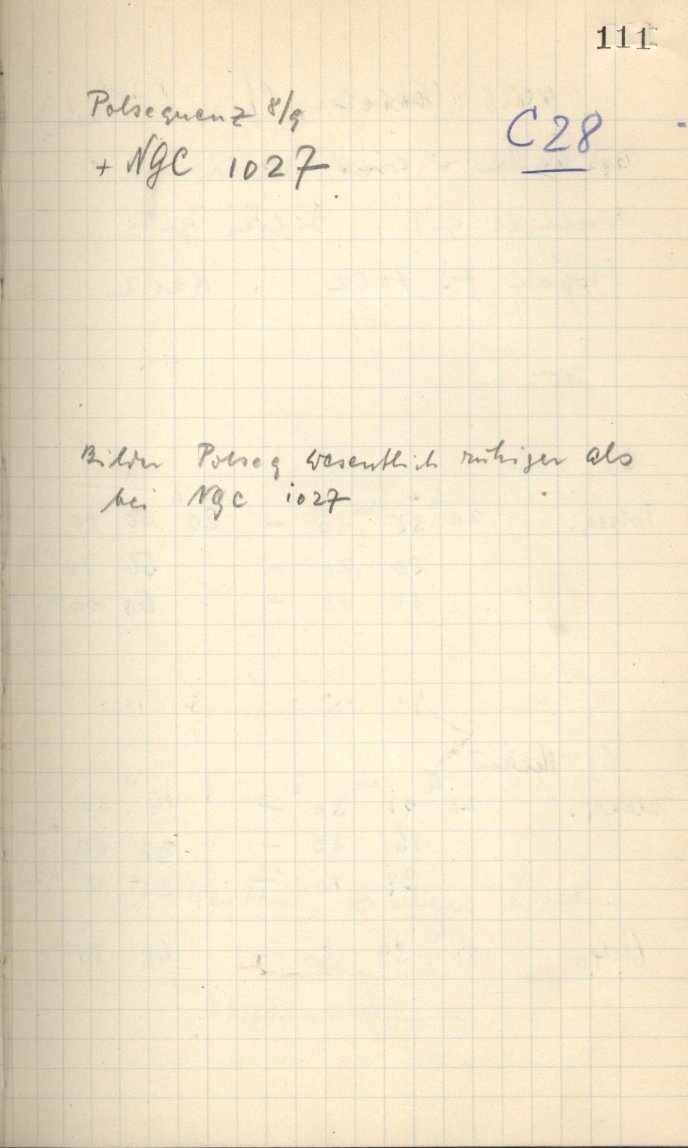 111
Polsequenz 8/9
C28
+ NGC 1027
Bilder Polseq wesentlich ruhiger als
bei NGC 1027